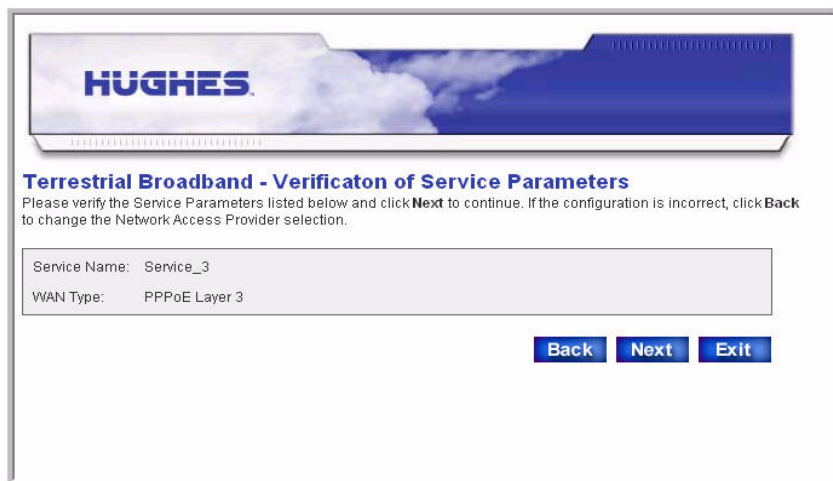 HUGHES.
Terrestrial Broadband - Verificaton of Service Parameters
Please verify the Service Parameters listed below and click Next to continue. If the configuration is incorrect, click Back
to change the Network Access Provider selection.
Service Name: Service_3
WAN Type: PPPoE Layer 3
Back Next Exit